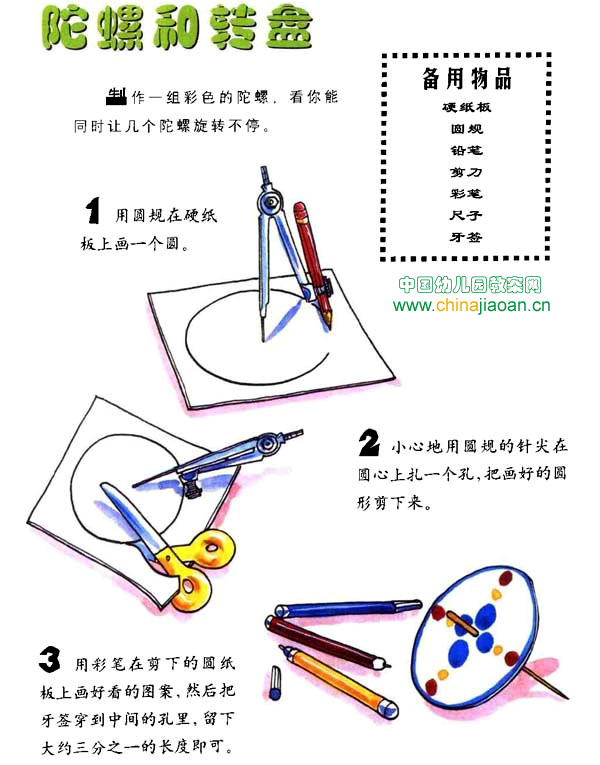 陀螺和转盘
制作一组彩色的陀螺，看你能
同时让几个陀螺旋转不停。
备用物品
硬纸板
圆规
铅笔
剪刀
彩笔
尺子
牙签
1 用圆规在硬纸
板上画一个圆。
中国幼儿园教案网
www.chinajiaoan.cn
2 小心地用圆规的针尖在
圆心上扎一个孔，把画好的圆
形剪下来。
3 用彩笔在剪下的圆纸
板上画好看的图案，然后把
牙签穿到中间的孔里，留下
大约三分之一的长度即可。